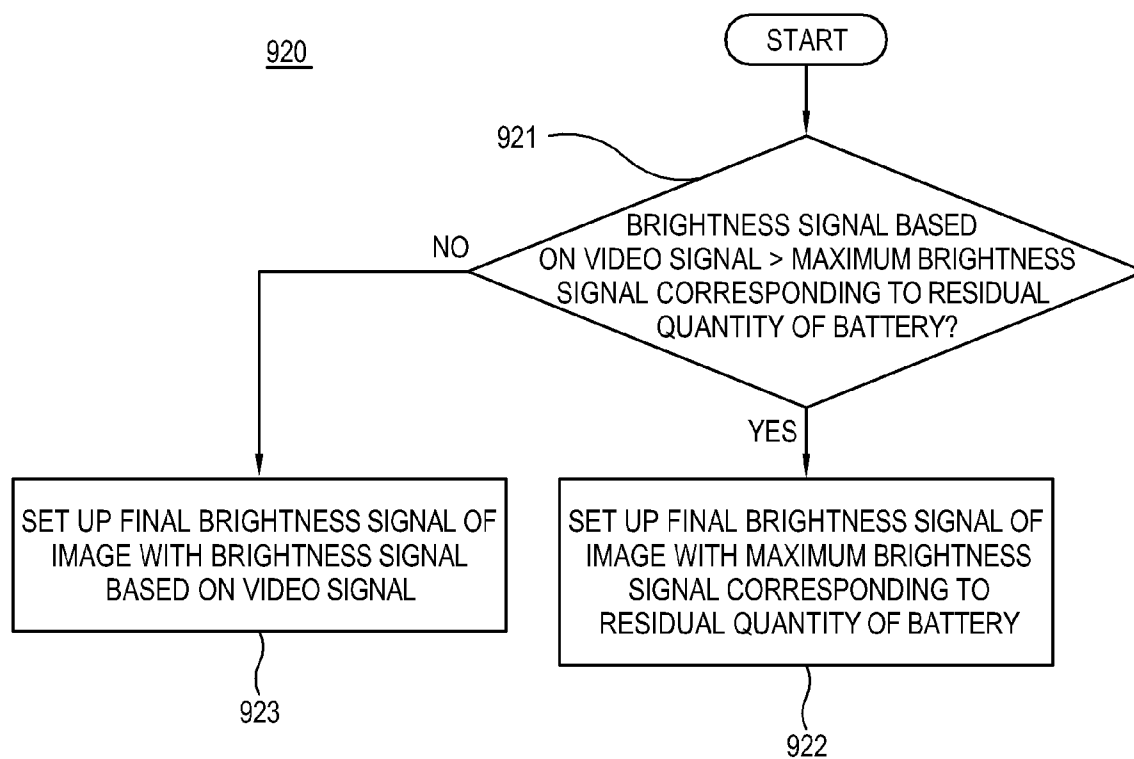 920
START
921
BRIGHTNESS SIGNAL BASED
ON VIDEO SIGNAL > MAXIMUM BRIGHTNESS
SIGNAL CORRESPONDING TO RESIDUAL
QUANTITY OF BATTERY?
NO
YES
SET UP FINAL BRIGHTNESS SIGNAL OF
IMAGE WITH BRIGHTNESS SIGNAL
BASED ON VIDEO SIGNAL
923
SET UP FINAL BRIGHTNESS SIGNAL OF
IMAGE WITH MAXIMUM BRIGHTNESS
SIGNAL CORRESPONDING TO
RESIDUAL QUANTITY OF BATTERY
922